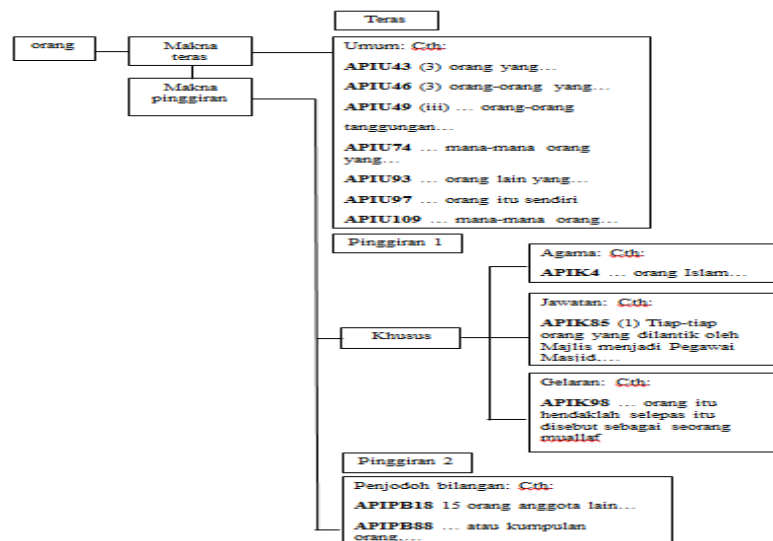 Teras
orang
Makna
teras
Makna
pinggiran
Umum: Cth:
APIU43 (3) orang yang…
APIU46 (3) orang-orang yang…
APIU49 (iii) … orang-orang
tanggungan…
APIU74 … mana-mana orang
yang…
APIU93 … orang lain yang…
APIU97 … orang itu sendiri
APIU109 … mana-mana orang…
Pinggiran 1
Khusus
Agama: Cth:
APIK4 … orang Islam…
Jawatan: Cth:
APIK85 (1) Tiap-tiap
orang yang dilantik oleh
Majlis menjadi Pegawai
Masjid….
Gelaran: Cth:
APIK98 … orang itu
hendaklah selepas itu
disebut sebagai seorang
muallaf
Pinggiran 2
Penjodoh bilangan: Cth:
APIPB18 15 orang anggota lain…
APIPB88 … atau kumpulan
orang….